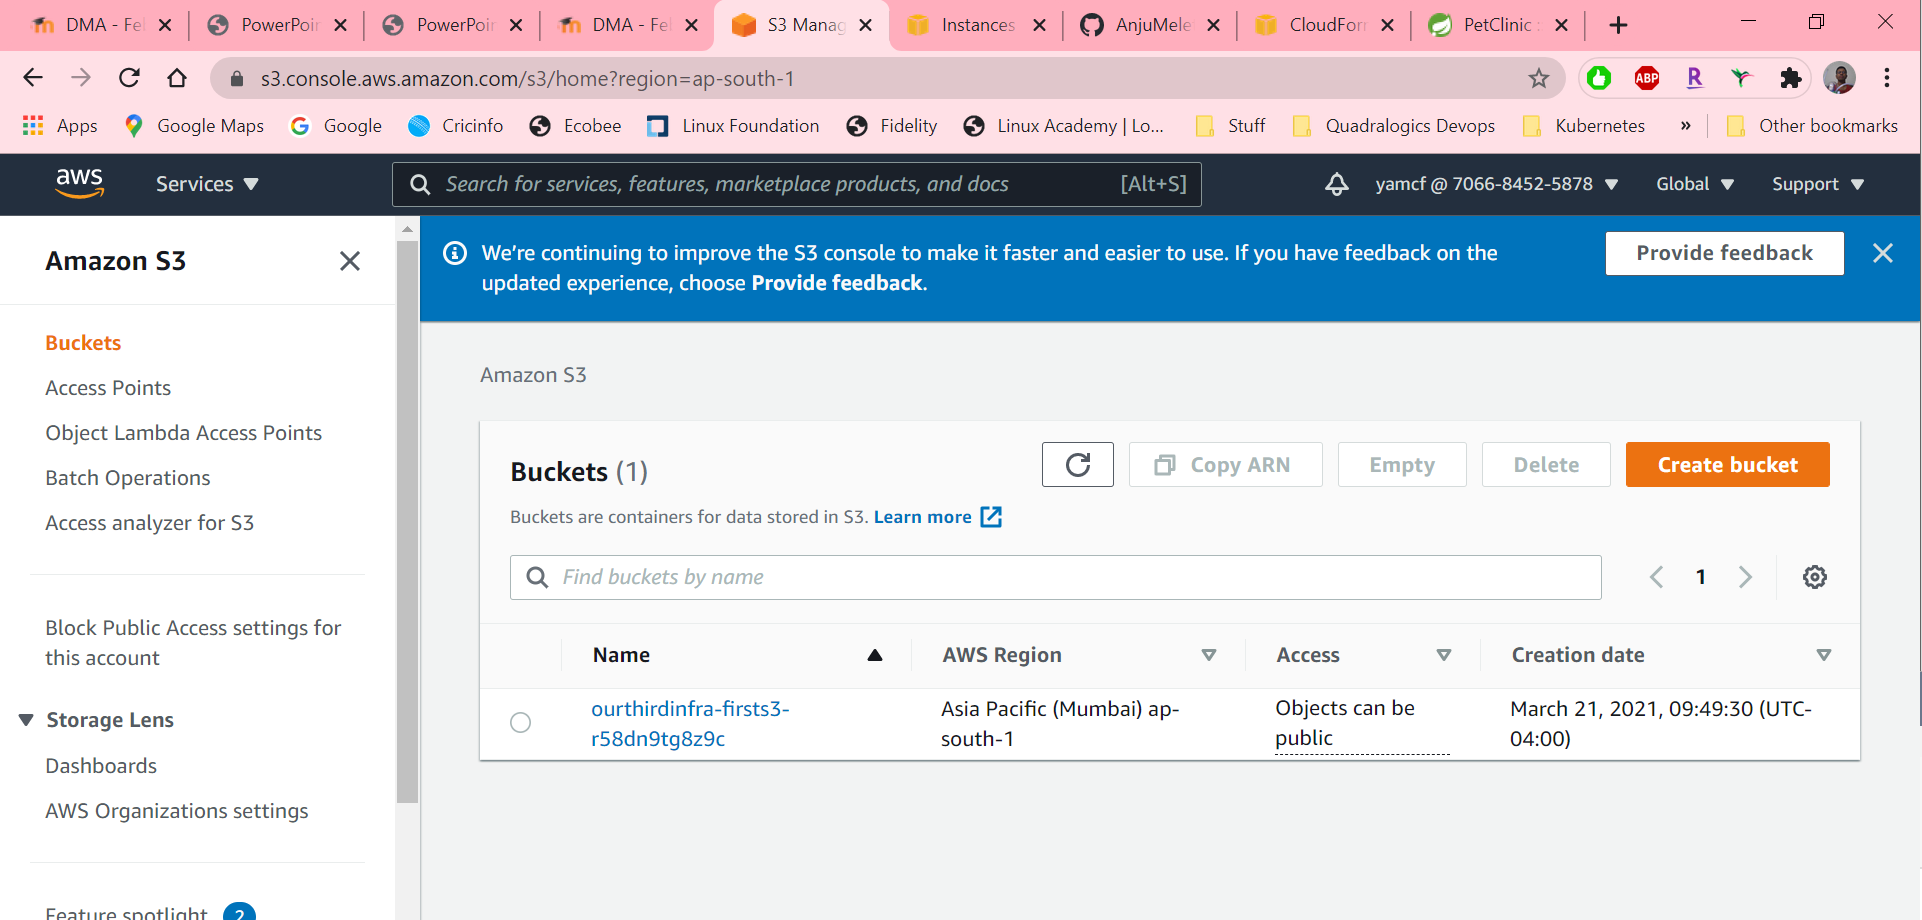 DMA - Fe
PowerPoin
PowerPoin
DMA - Fe
S3 Manag
Instances
AnjuMele
CloudForr
PetClinic :
s3.console.aws.amazon.com/s3/home?region=ap-south-1
ABP
R
Apps
Google Maps
Google
Cricinfo
Ecobee
Linux Foundation
Fidelity
Linux Academy | Lo...
Stuff
Quadralogics Devops
Kubernetes
»
Other bookmarks
aws
Services
Search for services, features, marketplace products, and docs
[Alt+S]
yamcf @ 7066-8452-5878
Global
Support
Amazon S3
Buckets
Access Points
Object Lambda Access Points
Batch Operations
Access analyzer for S3
Block Public Access settings for
this account
Storage Lens
Dashboards
AWS Organizations settings
Feature spotlight 2
We're continuing to improve the S3 console to make it faster and easier to use. If you have feedback on the
updated experience, choose Provide feedback.
Provide feedback
Amazon S3
Buckets (1)
Copy ARN
Empty
Delete
Create bucket
Buckets are containers for data stored in S3. Learn more
Find buckets by name
1
Name
AWS Region
Access
Creation date
ourthirdinfra-firsts3-
r58dn9tg8z9c
Asia Pacific (Mumbai) ap-
south-1
Objects can be
public
March 21, 2021, 09:49:30 (UTC-
04:00)